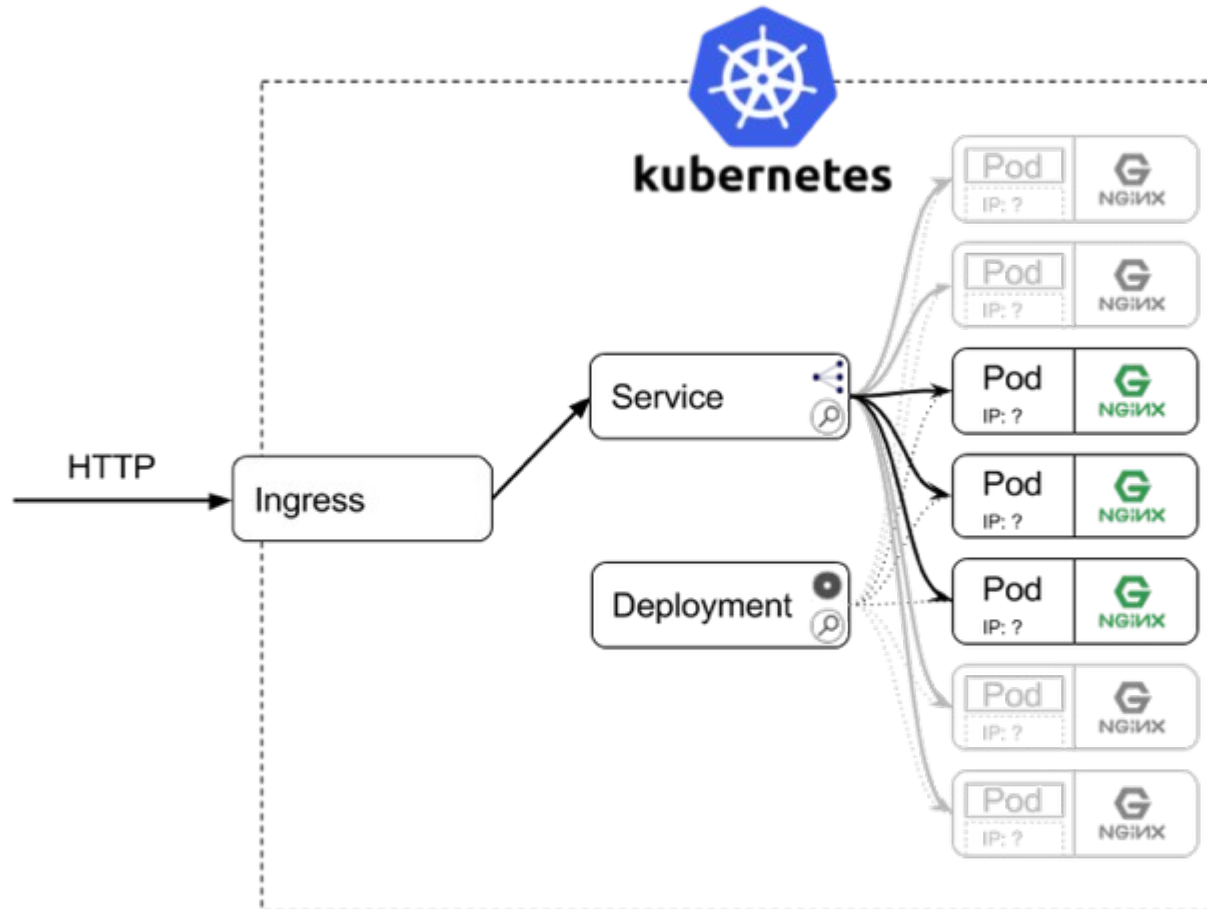 kubernetes
HTTP
Ingress
Service
Deployment
Pod
IP: ?
NGINX
Pod
IP: ?
NGINX
Pod
IP: ?
NGINX
Pod
IP: ?
NGINX
Pod
IP: ?
NGINX
Pod
IP: ?
NGINX
Pod
IP: ?
NGINX